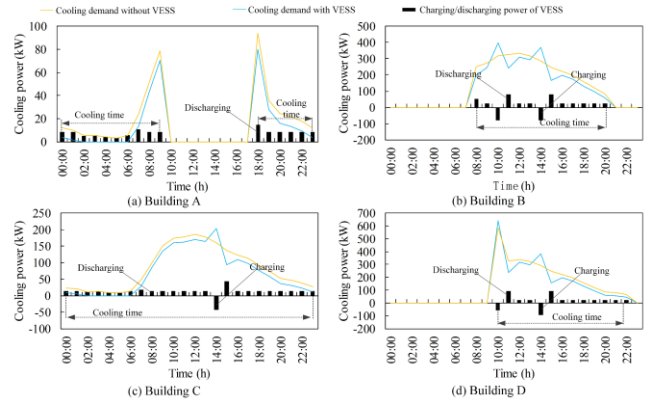 Cooling demand without VESS Cooling demand with VESS Charging/discharging power of VESS
Cooling power (kW)
100
80
60
40
20
0
Discharging
Cooling time
Cooling
time
00:00 02:00 04:00 06:00 08:00 10:00 12:00 14:00 16:00 18:00 20:00 22:00
Time (h)
(a) Building A
Cooling power (kW)
500
400
300
200
100
0
-100
-200
Discharging
Charging
Cooling time
00:00 02:00 04:00 06:00 08:00 10:00 12:00 14:00 16:00 18:00 20:00 22:00
Time (h)
(b) Building B
Cooling power (kW)
250
200
150
100
50
0
-50
-100
Discharging
Charging
Cooling time
00:00 02:00 04:00 06:00 08:00 10:00 12:00 14:00 16:00 18:00 20:00 22:00
Time (h)
(c) Building C
Cooling power (kW)
700
600
500
400
300
200
100
0
-100
-200
Discharging
Charging
Cooling time
00:00 02:00 04:00 06:00 08:00 10:00 12:00 14:00 16:00 18:00 20:00 22:00
Time (h)
(d) Building D